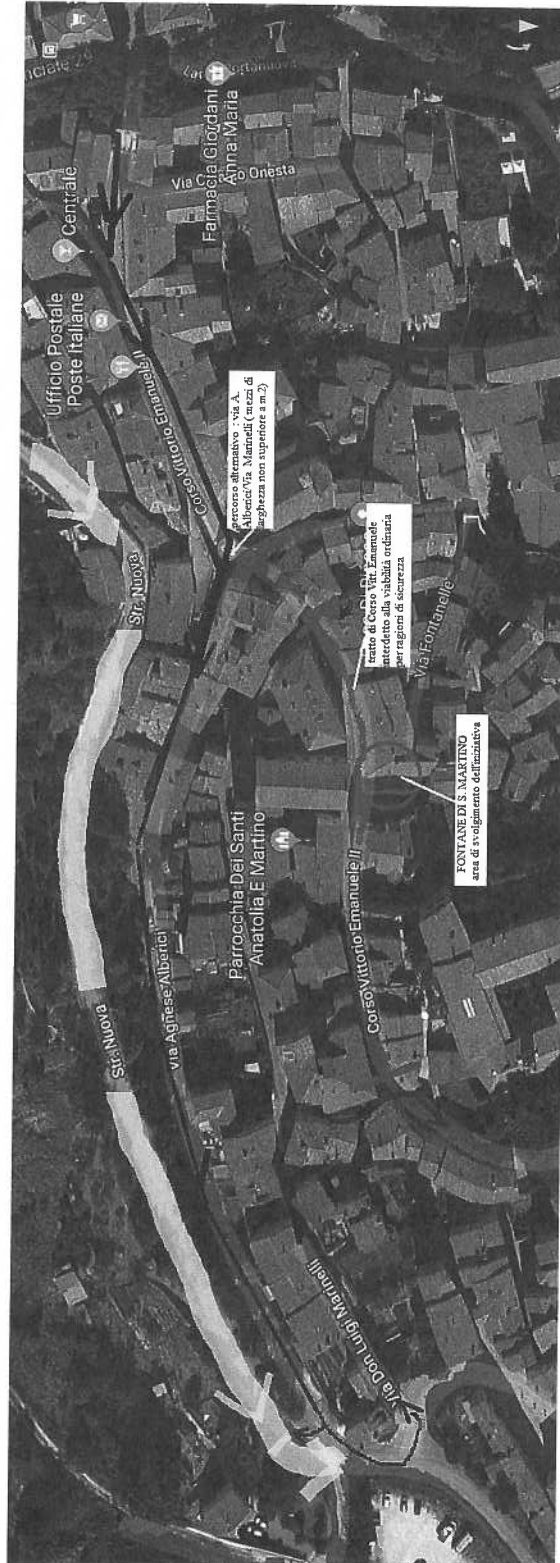 Ufficio Postale
Poste Italiane
Centrale
Via C
o Onesta
Farmacia Giordani
Anna Maria
Corso Vittorio Emanuele II
Str. Nuova
percorso alternativo : via A.
Alberici/Via Marinelli ( mezzi di
larghezza non superiore a m.2)
tratto di Corso Vitt. Emanuele
interdetto alla viabilità ordinaria
per ragioni di sicurezza
Via Fontanelle
FONTANE DI S. MARTINO
area di svolgimento dell'iniziativa
Parrocchia Dei Santi
Anatolia E Martino
Corso Vittorio Emanuele II
Via Agnese Alberici
Str. Nuova
Via Don Luigi Marinelli